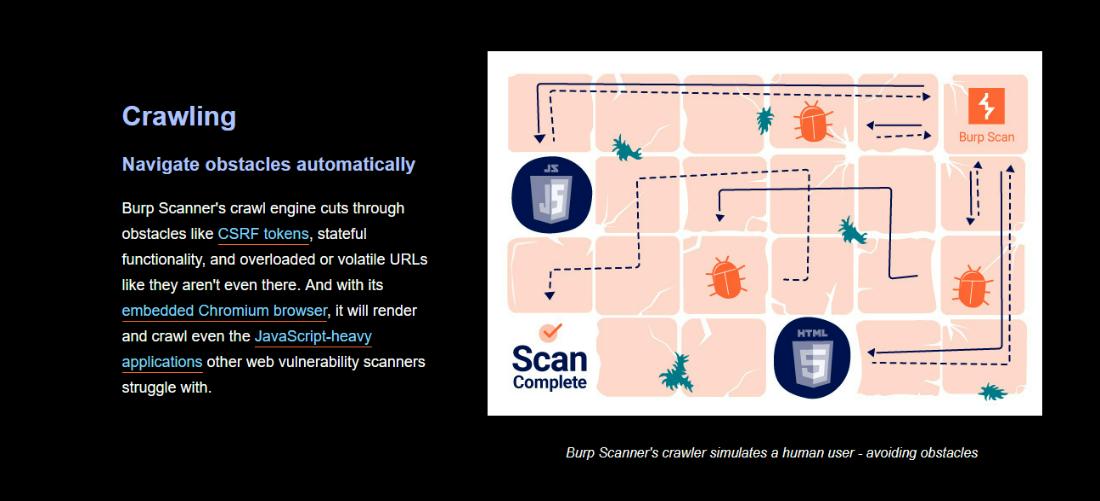 Crawling
Navigate obstacles automatically
Burp Scanner's crawl engine cuts through
obstacles like CSRF tokens, stateful
functionality, and overloaded or volatile URLs
like they aren't even there. And with its
embedded Chromium browser, it will render
and crawl even the JavaScript-heavy
applications other web vulnerability scanners
struggle with.
Burp Scan
JS
JS
HTML
5
Scan
Complete
Burp Scanner's crawler simulates a human user - avoiding obstacles